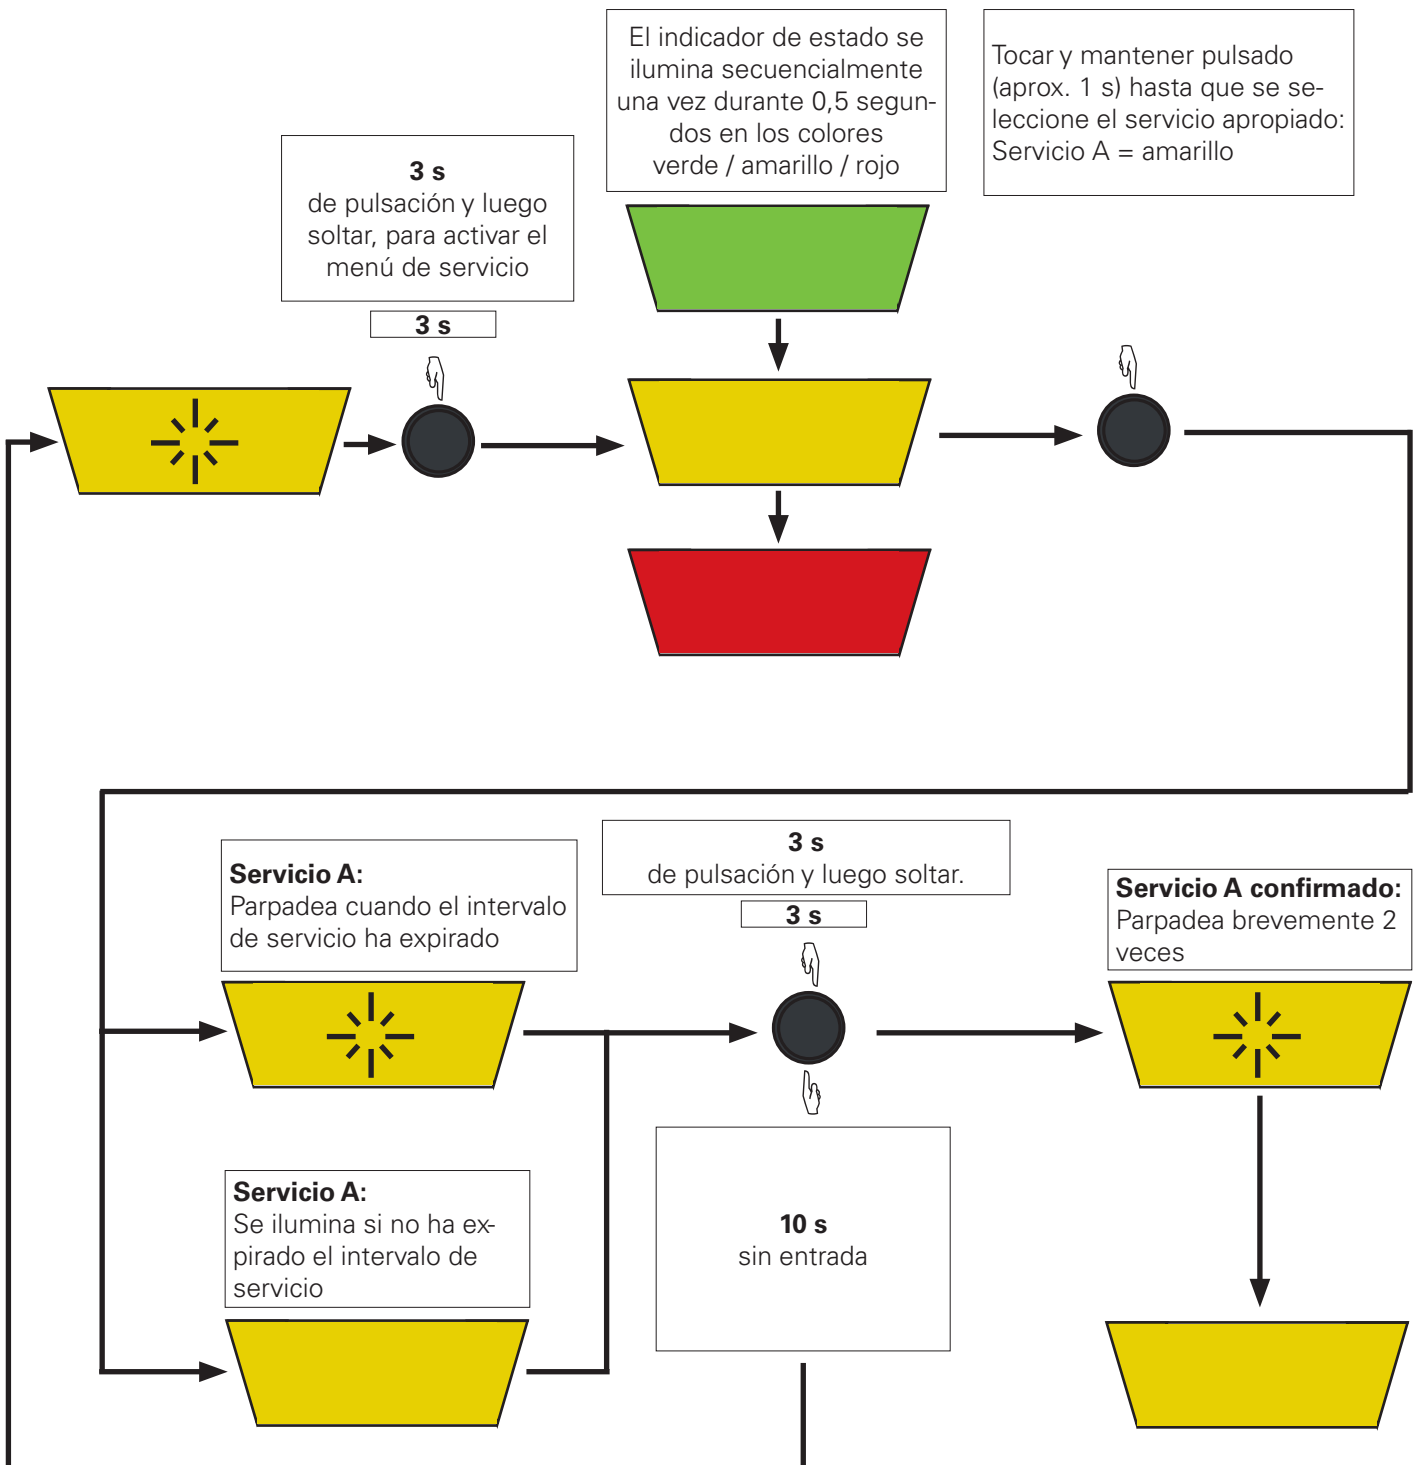 El indicador de estado se
ilumina secuencialmente
una vez durante 0,5 segun-
dos en los colores
verde / amarillo / rojo
Tocar y mantener pulsado
(aprox. 1 s) hasta que se se-
leccione el servicio apropiado:
Servicio A = amarillo
3 s
de pulsación y luego
soltar, para activar el
menú de servicio
3 s
3 s
de pulsación y luego soltar.
3 s
Servicio A:
Parpadea cuando el intervalo
de servicio ha expirado
Servicio A confirmado:
Parpadea brevemente 2
veces
Servicio A:
Se ilumina si no ha ex-
pirado el intervalo de
servicio
10 s
sin entrada